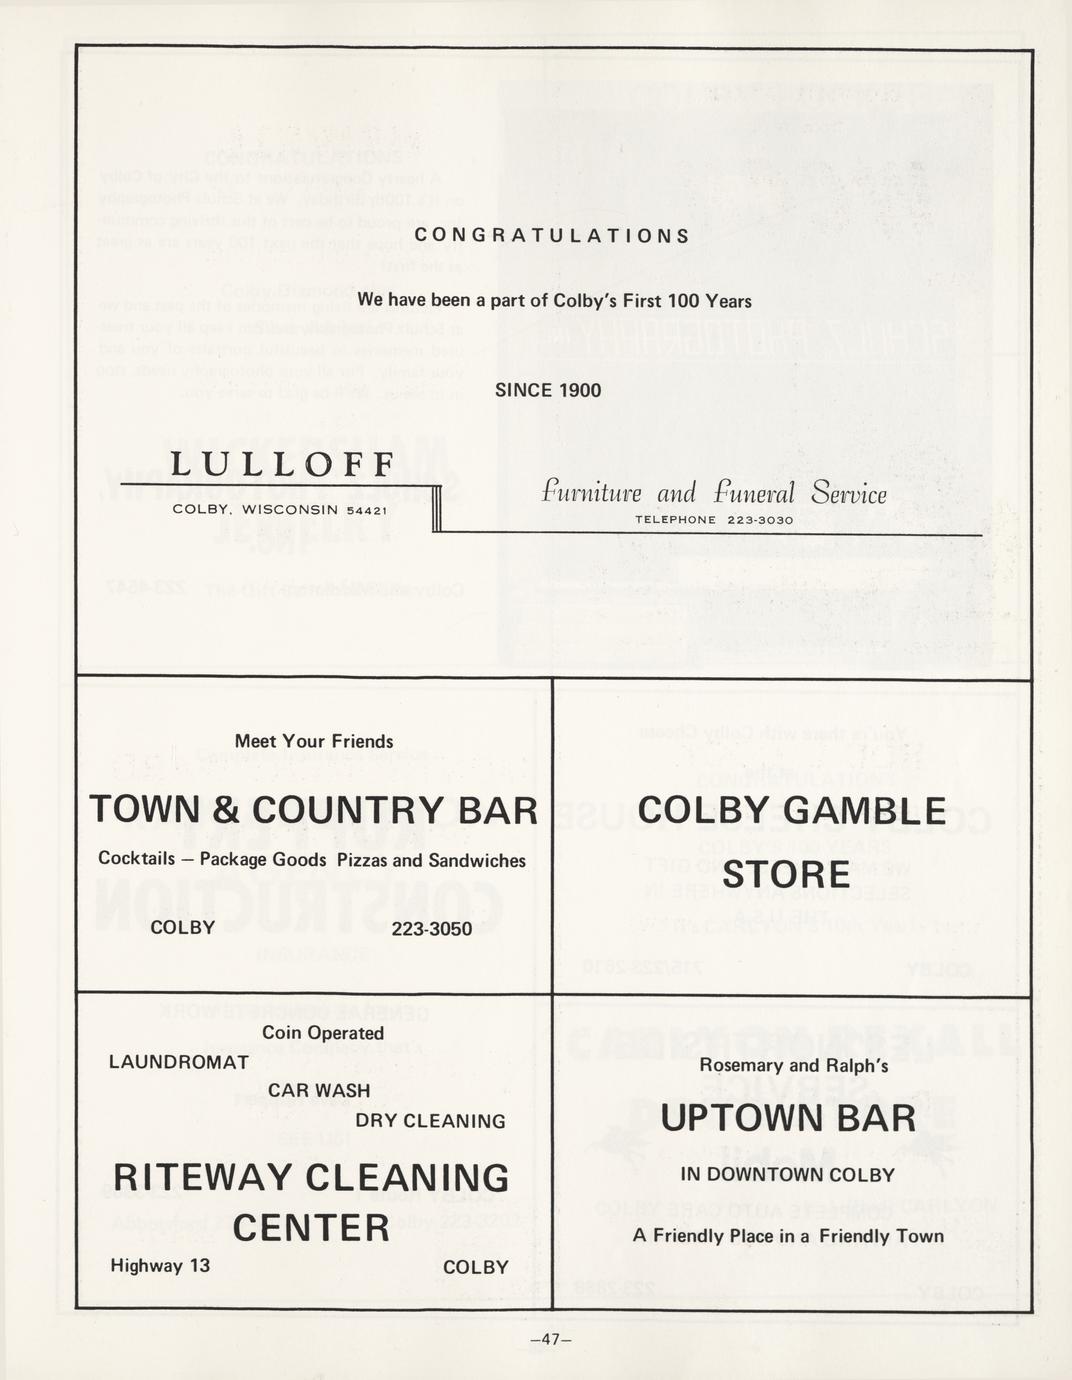 CONGRATULATIONS
We have been a part of Colby's First 100 Years
SINCE 1900
LULLOFF
COLBY, WISCONSIN 54421
Furniture and Funeral Service
TELEPHONE 223-3030
Meet Your Friends
TOWN & COUNTRY BAR
Cocktails — Package Goods Pizzas and Sandwiches
COLBY 223-3050
COLBY GAMBLE
STORE
Coin Operated
LAUNDROMAT
CAR WASH
DRY CLEANING
RITEWAY CLEANING
CENTER
Highway 13 COLBY
Rosemary and Ralph's
UPTOWN BAR
IN DOWNTOWN COLBY
A Friendly Place in a Friendly Town
—47—